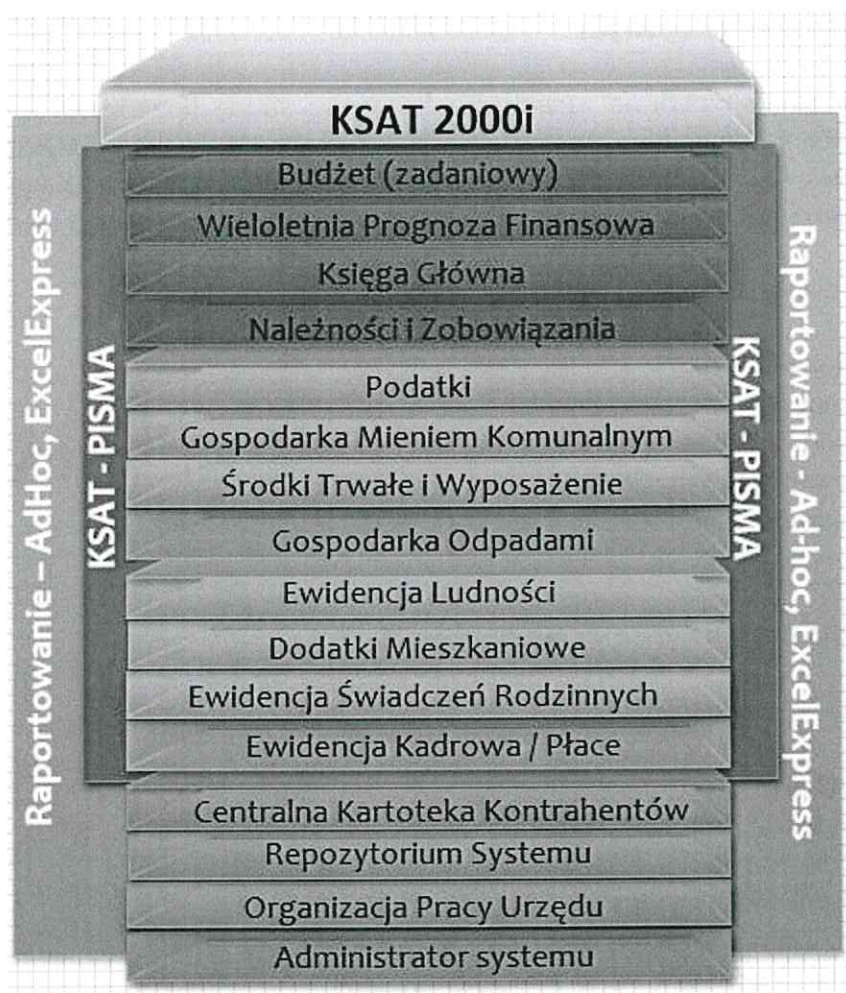 KSAT 2000i
Budżet (zadaniowy)
Wieloletnia Prognoza Finansowa
Księga Główna
Należności i Zobowiązania
Podatki
Gospodarka Mieniem Komunalnym
Środki Trwałe i Wyposażenie
Gospodarka Odpadami
Ewidencja Ludności
Dodatki Mieszkaniowe
Ewidencja Świadczeń Rodzinnych
Ewidencja Kadrowa / Płace
Centralna Kartoteka Kontrahentów
Repozytorium Systemu
Organizacja Pracy Urzędu
Administrator systemu
Raportowanie – AdHoc, ExcelExpress
KSAT - PISMA
KSAT - PISMA
Raportowanie - Ad-hoc, ExcelExpress